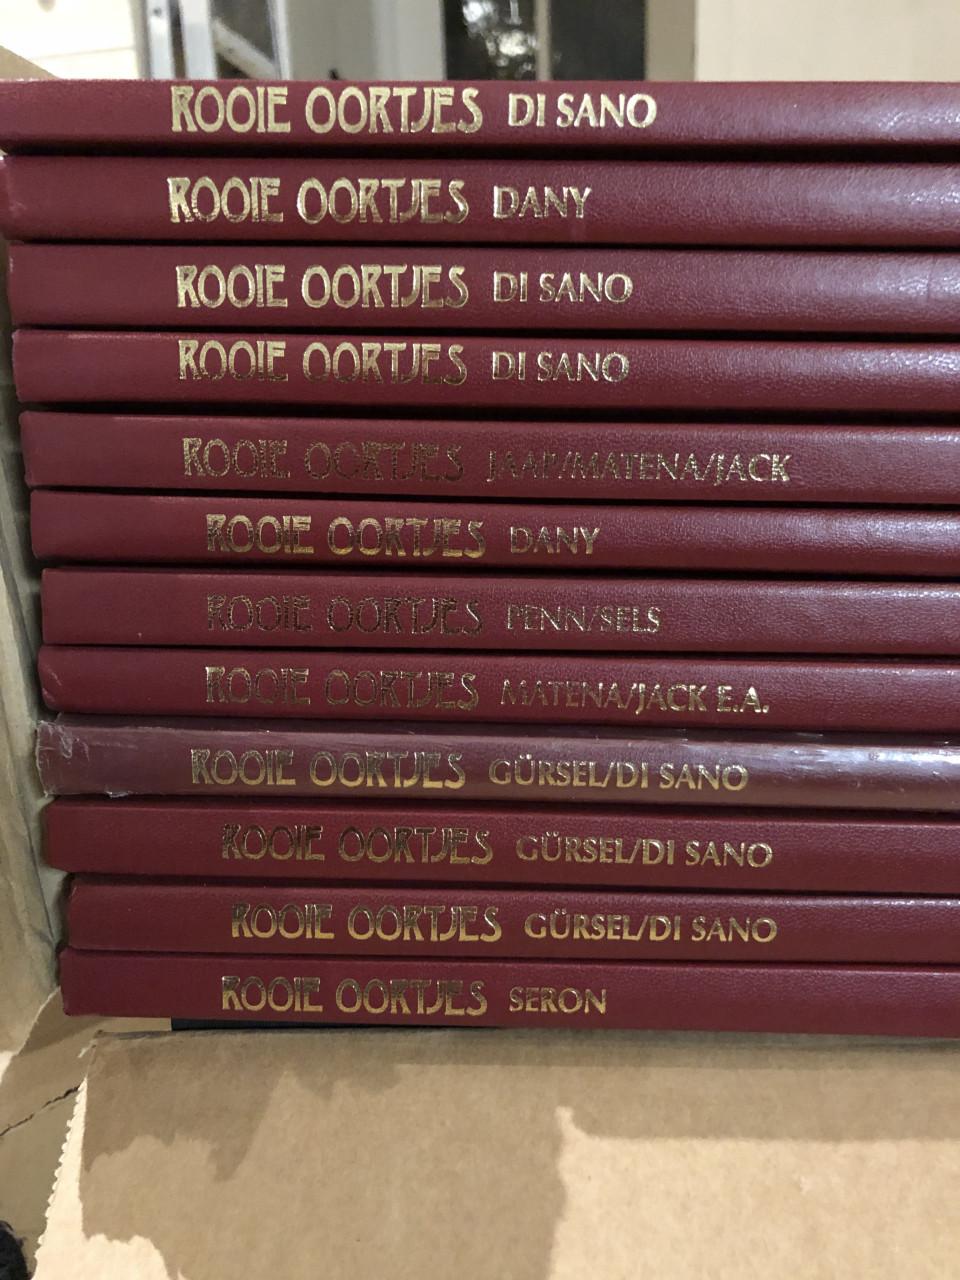 ROOIE OORTJES DI SANO
ROOIE OORTJES DANY
ROOIE OORTJES DI SANO
ROOIE OORTJES DI SANO
ROOIE OORTJES JAAP/MATENA/JACK
ROOIE OORTJES DANY
ROOIE OORTJES PENN/SELS
ROOIE OORTJES MATENA/JACK E.A.
ROOIE OORTJES GÜRSEL/DI SANO
ROOIE OORTJES GÜRSEL/DI SANO
ROOIE OORTJES GÜRSEL/DI SANO
ROOIE OORTJES SERON